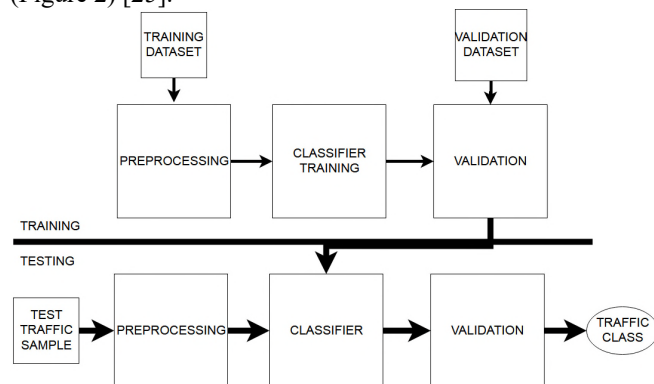 (Figure 2) [25].
TRAINING
DATASET
VALIDATION
DATASET
PREPROCESSING
CLASSIFIER
TRAINING
VALIDATION
TRAINING
TESTING
TEST
TRAFFIC
SAMPLE
PREPROCESSING
CLASSIFIER
VALIDATION
TRAFFIC
CLASS